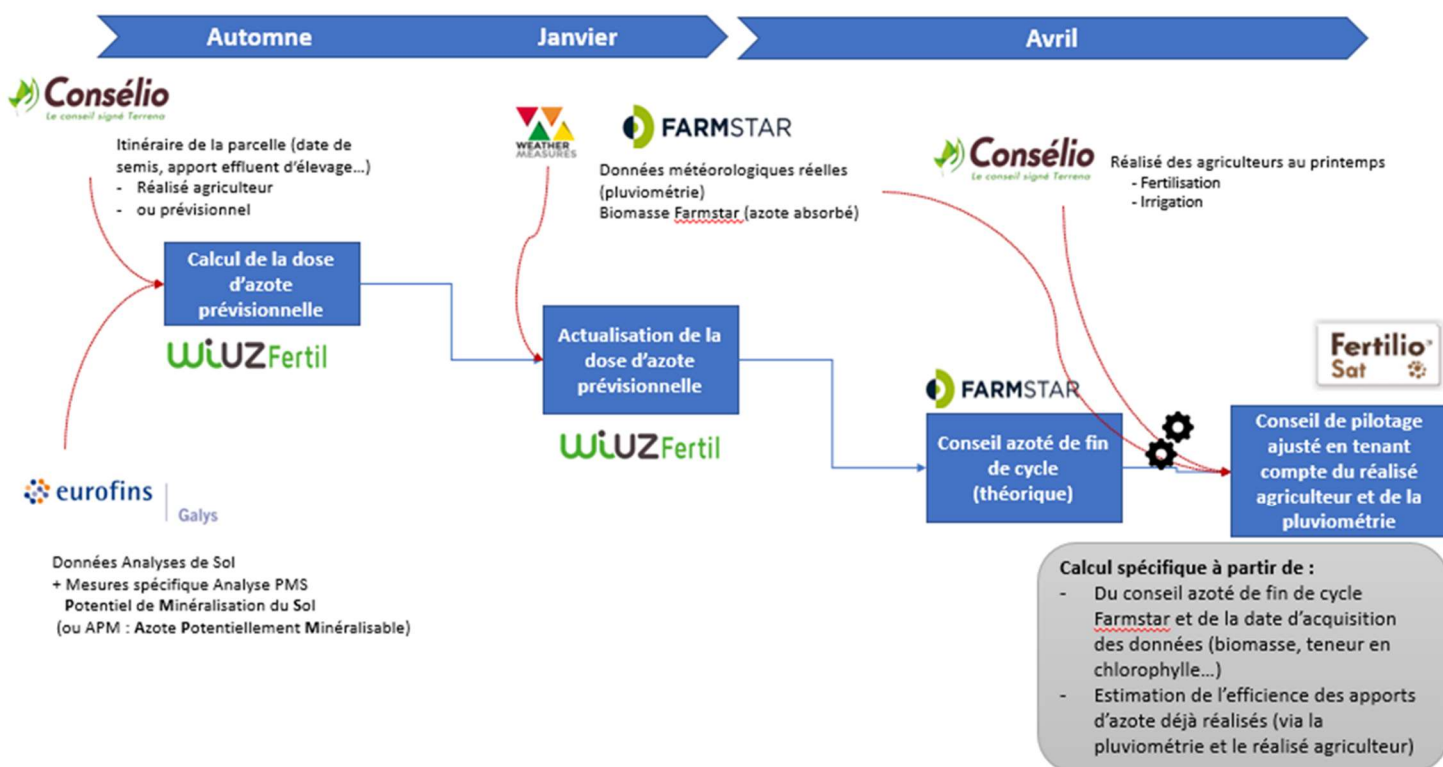 Automne
Janvier
Avril
Consélio
Le conseil signé Terrena
Itinéraire de la parcelle (date de
semis, apport effluent d'élevage...)
- Réalisé agriculteur
- ou prévisionnel
WEATHER
MEASURES
FARMSTAR
Données météorologiques réelles
(pluviométrie)
Biomasse Farmstar (azote absorbé)
Consélio
Le conseil signé Terrena
Réalisé des agriculteurs au printemps
- Fertilisation
- Irrigation
Calcul de la dose
d'azote
prévisionnelle
WiUZ Fertil
Actualisation de la
dose d'azote
prévisionnelle
WiUZ Fertil
FARMSTAR
Conseil azoté de fin
de cycle
(théorique)
Fertilio™
Sat
Conseil de pilotage
ajusté en tenant
compte du réalisé
agriculteur et de la
pluviométrie
eurofins
Galys
Données Analyses de Sol
+ Mesures spécifique Analyse PMS
Potentiel de Minéralisation du Sol
(ou APM : Azote Potentiellement Minéralisable)
Calcul spécifique à partir de :
- Du conseil azoté de fin de cycle
Farmstar et de la date d'acquisition
des données (biomasse, teneur en
chlorophylle...)
- Estimation de l'efficience des apports
d'azote déjà réalisés (via la
pluviométrie et le réalisé agriculteur)